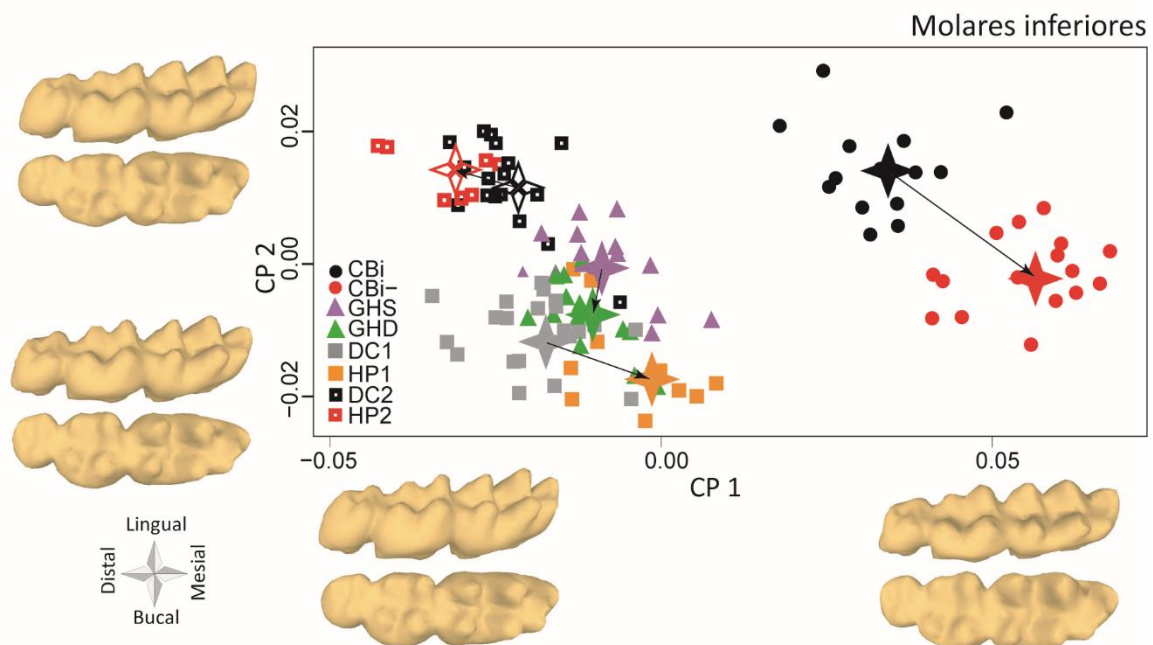 Molares inferiores
CP 2
0.02
0.00
−0.02
CBi
CBi−
GHS
GHD
DC1
HP1
DC2
HP2
−0.05
0.00
0.05
CP 1
Lingual
Distal
Mesial
Bucal